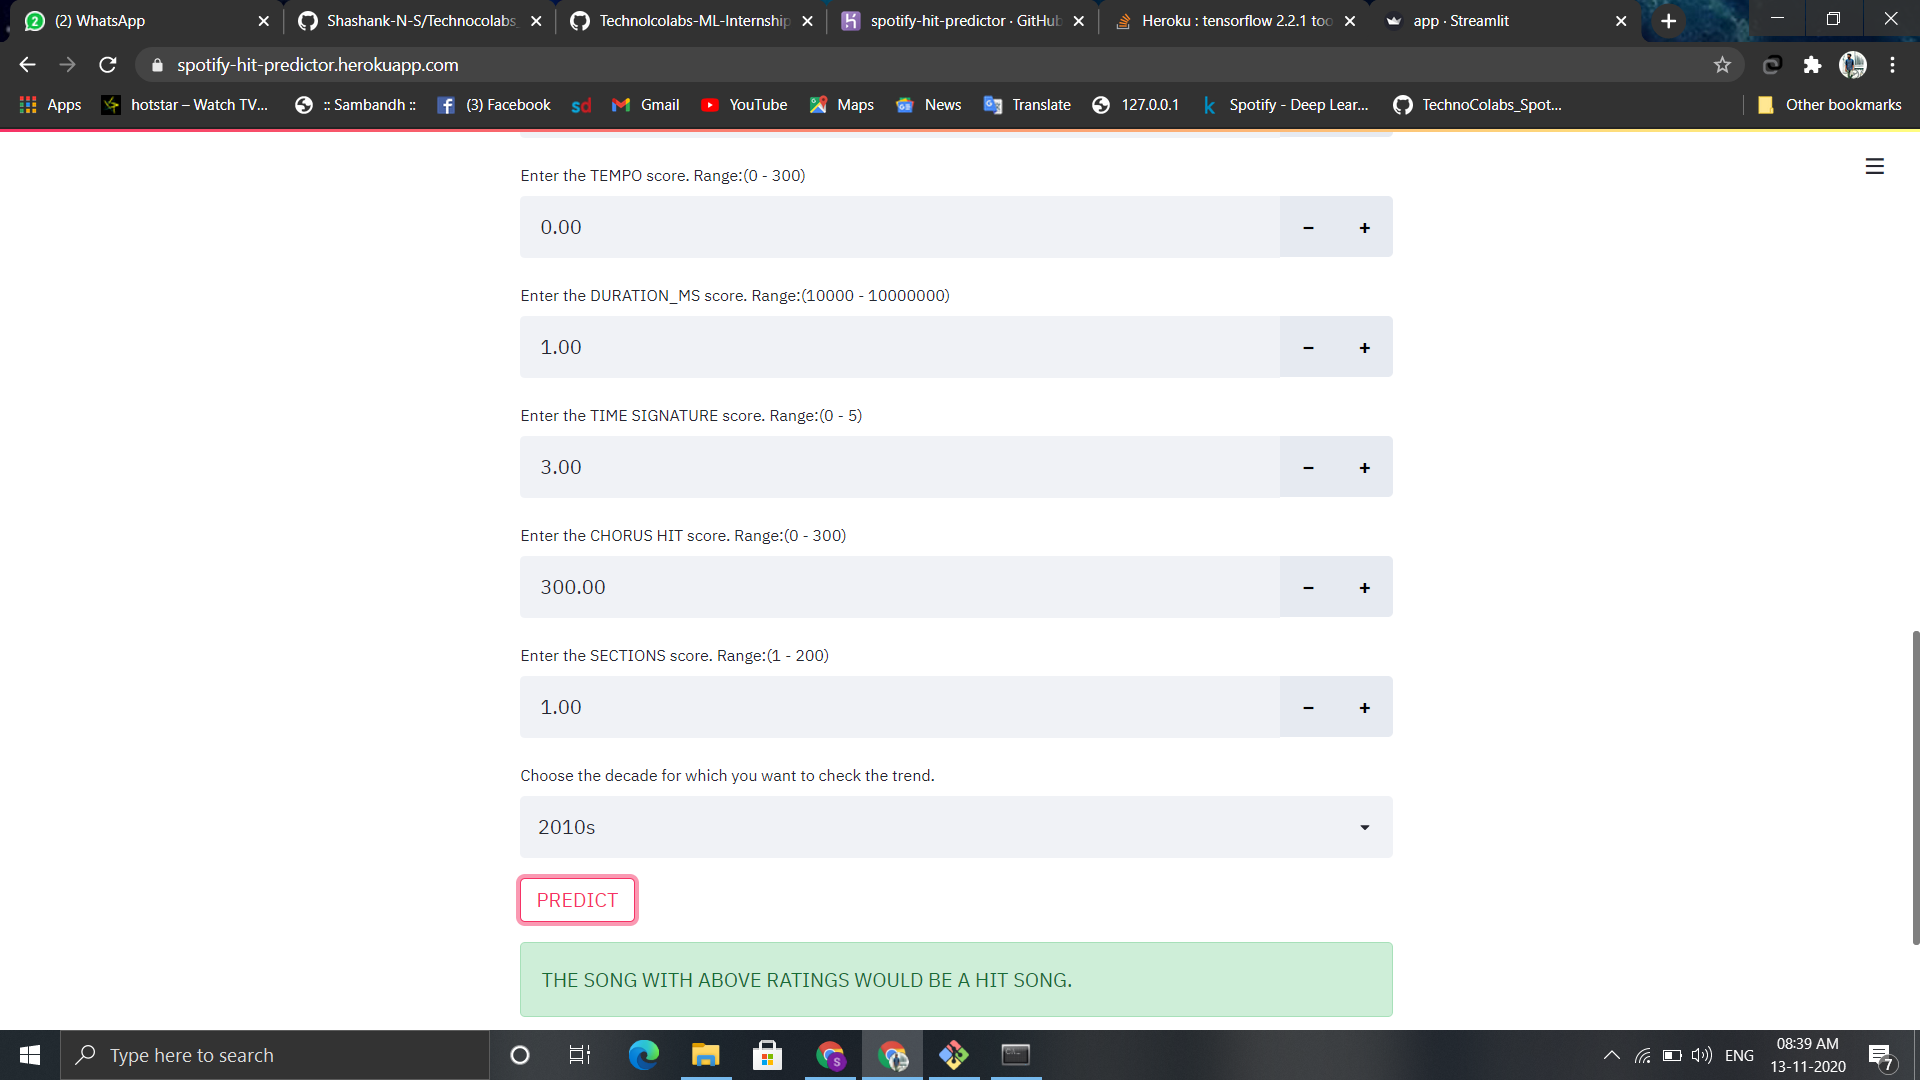 (2) WhatsApp
Shashank-N-S/Technocolabs
Technolcolabs-ML-Internship
spotify-hit-predictor · GitHub
Heroku : tensorflow 2.2.1 too
app · Streamlit
spotify-hit-predictor.herokuapp.com
Apps
hotstar – Watch TV...
:: Sambandh ::
(3) Facebook
sd
Gmail
YouTube
Maps
News
Translate
127.0.0.1
Spotify - Deep Lear...
TechnoColabs_Spot...
Other bookmarks
Enter the TEMPO score. Range:(0 - 300)
0.00
Enter the DURATION_MS score. Range:(10000 - 10000000)
1.00
Enter the TIME SIGNATURE score. Range:(0 - 5)
3.00
Enter the CHORUS HIT score. Range:(0 - 300)
300.00
Enter the SECTIONS score. Range:(1 - 200)
1.00
Choose the decade for which you want to check the trend.
2010s
PREDICT
THE SONG WITH ABOVE RATINGS WOULD BE A HIT SONG.
Type here to search
ENG
08:39 AM
13-11-2020
7